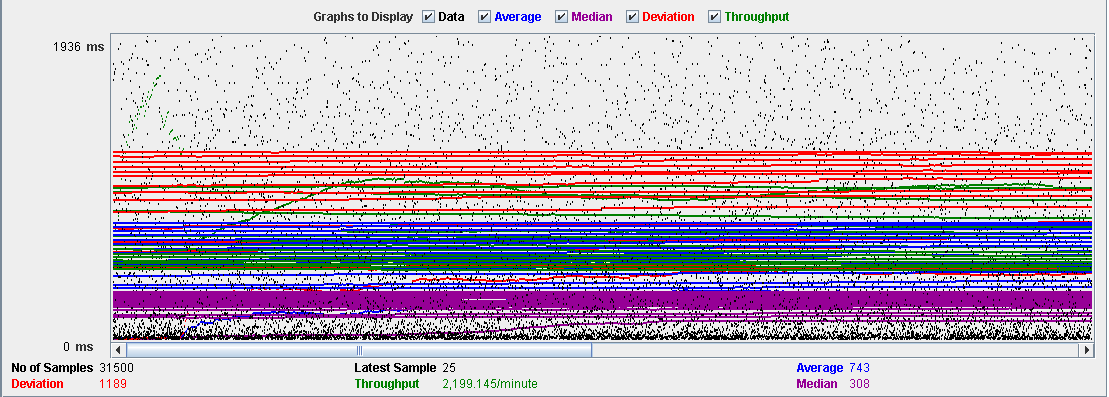 Graphs to Display Data Average Median Deviation Throughput
1936 ms
0 ms
No of Samples 31500 Latest Sample 25 Average 743
Deviation 1189 Throughput 2,199.145/minute Median 308